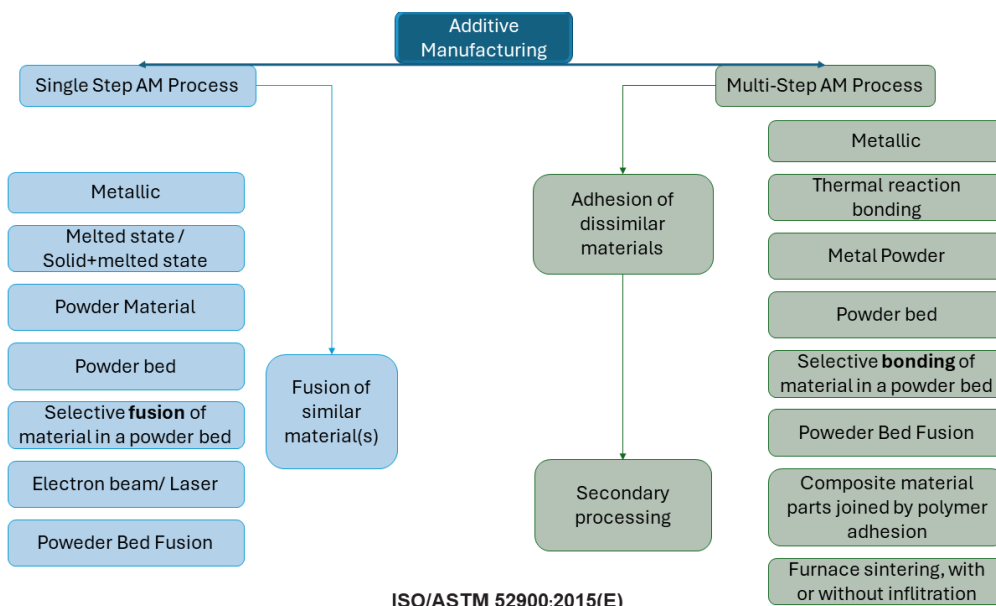 Additive
Manufacturing
Single Step AM Process
Multi-Step AM Process
Metallic
Melted state /
Solid+melted state
Powder Material
Powder bed
Selective fusion of
material in a powder bed
Electron beam/ Laser
Poweder Bed Fusion
Fusion of
similar
material(s)
Adhesion of
dissimilar
materials
Secondary
processing
Metallic
Thermal reaction
bonding
Metal Powder
Powder bed
Selective bonding of
material in a powder bed
Poweder Bed Fusion
Composite material
parts joined by polymer
adhesion
Furnace sintering, with
or without inflitration
ISO/ASTM 52900:2015(E)